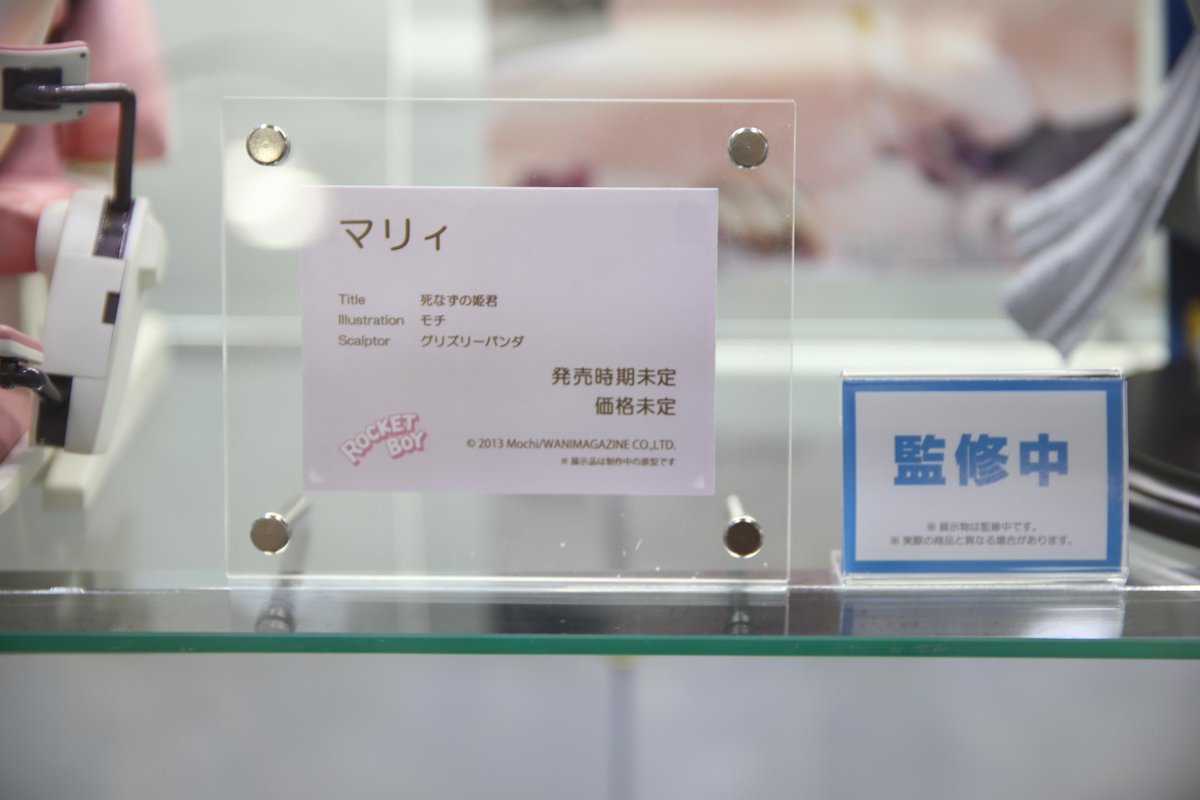 マリィ
Title 死なずの姫君
Illustration モチ
Scalptor グリズリーパンダ
発売時期未定
価格未定
ROCKET
BOY
© 2013 Mochi/WANIMAGAZINE CO.,LTD.
※ 展示品は制作中の原型です
監修中
※ 展示物は監修中です。
※ 実際の商品と異なる場合があります。